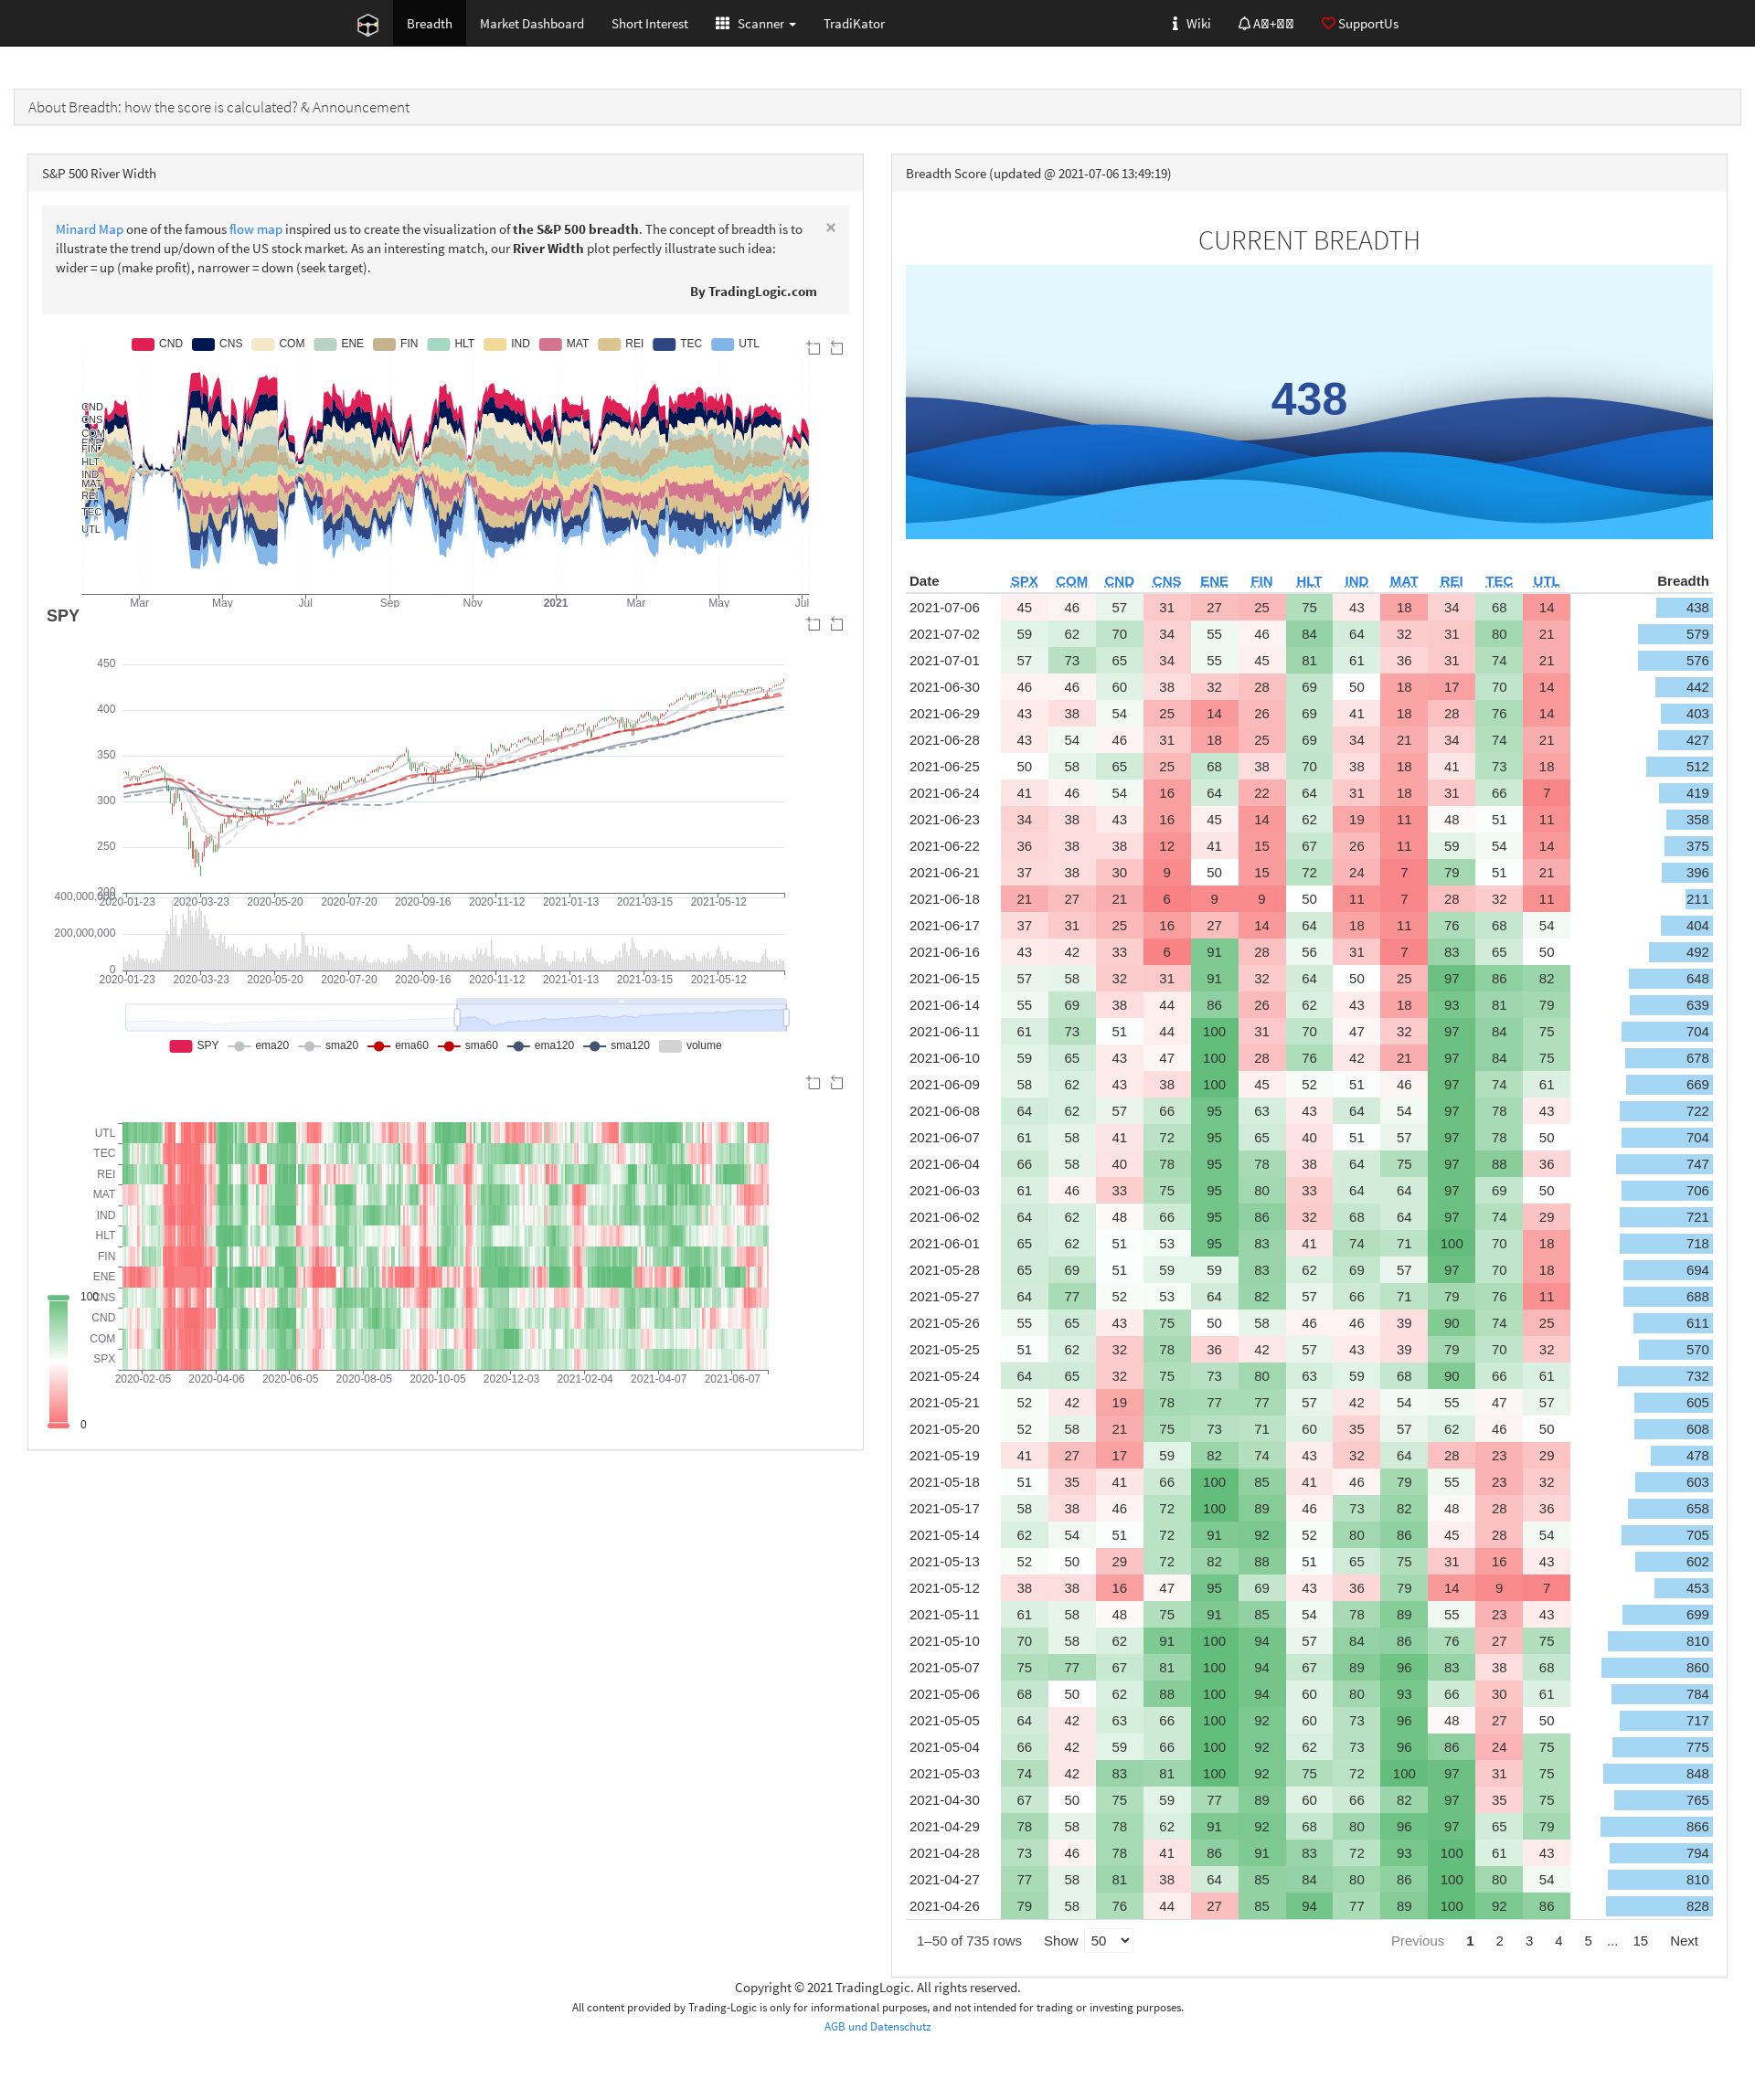 Breadth Market Dashboard Short Interest Scanner TradiKator Wiki SupportUs
About Breadth: how the score is calculated? & Announcement
S&P 500 River Width
Minard Map one of the famous flow map inspired us to create the visualization of the S&P 500 breadth. The concept of breadth is to
illustrate the trend up/down of the US stock market. As an interesting match, our River Width plot perfectly illustrate such idea:
wider = up (make profit), narrower = down (seek target).
×
By TradingLogic.com
CND CNS COM ENE FIN HLT IND MAT REI TEC UTL
CND
CNS
COM
ENE
FIN
HLT
IND
MAT
REI
TEC
UTL
Mar May Jul Sep Nov 2021 Mar May Jul
SPY
450
400
350
300
250
200
2020-01-23 2020-03-23 2020-05-20 2020-07-20 2020-09-16 2020-11-12 2021-01-13 2021-03-15 2021-05-12
400,000,000
200,000,000
0
2020-01-23 2020-03-23 2020-05-20 2020-07-20 2020-09-16 2020-11-12 2021-01-13 2021-03-15 2021-05-12
SPY ema20 sma20 ema60 sma60 ema120 sma120 volume
UTL
TEC
REI
MAT
IND
HLT
FIN
ENE
CNS
CND
COM
SPX
2020-02-05 2020-04-06 2020-06-05 2020-08-05 2020-10-05 2020-12-03 2021-02-04 2021-04-07 2021-06-07
100
0
Breadth Score (updated @ 2021-07-06 13:49:19)
CURRENT BREADTH
438
Date SPX COM CND CNS ENE FIN HLT IND MAT REI TEC UTL Breadth
2021-07-06 45 46 57 31 27 25 75 43 18 34 68 14 438
2021-07-02 59 62 70 34 55 46 84 64 32 31 80 21 579
2021-07-01 57 73 65 34 55 45 81 61 36 31 74 21 576
2021-06-30 46 46 60 38 32 28 69 50 18 17 70 14 442
2021-06-29 43 38 54 25 14 26 69 41 18 28 76 14 403
2021-06-28 43 54 46 31 18 25 69 34 21 34 74 21 427
2021-06-25 50 58 65 25 68 38 70 38 18 41 73 18 512
2021-06-24 41 46 54 16 64 22 64 31 18 31 66 7 419
2021-06-23 34 38 43 16 45 14 62 19 11 48 51 11 358
2021-06-22 36 38 38 12 41 15 67 26 11 59 54 14 375
2021-06-21 37 38 30 9 50 15 72 24 7 79 51 21 396
2021-06-18 21 27 21 6 9 9 50 11 7 28 32 11 211
2021-06-17 37 31 25 16 27 14 64 18 11 76 68 54 404
2021-06-16 43 42 33 6 91 28 56 31 7 83 65 50 492
2021-06-15 57 58 32 31 91 32 64 50 25 97 86 82 648
2021-06-14 55 69 38 44 86 26 62 43 18 93 81 79 639
2021-06-11 61 73 51 44 100 31 70 47 32 97 84 75 704
2021-06-10 59 65 43 47 100 28 76 42 21 97 84 75 678
2021-06-09 58 62 43 38 100 45 52 51 46 97 74 61 669
2021-06-08 64 62 57 66 95 63 43 64 54 97 78 43 722
2021-06-07 61 58 41 72 95 65 40 51 57 97 78 50 704
2021-06-04 66 58 40 78 95 78 38 64 75 97 88 36 747
2021-06-03 61 46 33 75 95 80 33 64 64 97 69 50 706
2021-06-02 64 62 48 66 95 86 32 68 64 97 74 29 721
2021-06-01 65 62 51 53 95 83 41 74 71 100 70 18 718
2021-05-28 65 69 51 59 59 83 62 69 57 97 70 18 694
2021-05-27 64 77 52 53 64 82 57 66 71 79 76 11 688
2021-05-26 55 65 43 75 50 58 46 46 39 90 74 25 611
2021-05-25 51 62 32 78 36 42 57 43 39 79 70 32 570
2021-05-24 64 65 32 75 73 80 63 59 68 90 66 61 732
2021-05-21 52 42 19 78 77 77 57 42 54 55 47 57 605
2021-05-20 52 58 21 75 73 71 60 35 57 62 46 50 608
2021-05-19 41 27 17 59 82 74 43 32 64 28 23 29 478
2021-05-18 51 35 41 66 100 85 41 46 79 55 23 32 603
2021-05-17 58 38 46 72 100 89 46 73 82 48 28 36 658
2021-05-14 62 54 51 72 91 92 52 80 86 45 28 54 705
2021-05-13 52 50 29 72 82 88 51 65 75 31 16 43 602
2021-05-12 38 38 16 47 95 69 43 36 79 14 9 7 453
2021-05-11 61 58 48 75 91 85 54 78 89 55 23 43 699
2021-05-10 70 58 62 91 100 94 57 84 86 76 27 75 810
2021-05-07 75 77 67 81 100 94 67 89 96 83 38 68 860
2021-05-06 68 50 62 88 100 94 60 80 93 66 30 61 784
2021-05-05 64 42 63 66 100 92 60 73 96 48 27 50 717
2021-05-04 66 42 59 66 100 92 62 73 96 86 24 75 775
2021-05-03 74 42 83 81 100 92 75 72 100 97 31 75 848
2021-04-30 67 50 75 59 77 89 60 66 82 97 35 75 765
2021-04-29 78 58 78 62 91 92 68 80 96 97 65 79 866
2021-04-28 73 46 78 41 86 91 83 72 93 100 61 43 794
2021-04-27 77 58 81 38 64 85 84 80 86 100 80 54 810
2021-04-26 79 58 76 44 27 85 94 77 89 100 92 86 828
1–50 of 735 rows Show 50 Previous 1 2 3 4 5 ... 15 Next
Copyright © 2021 TradingLogic. All rights reserved.
All content provided by Trading-Logic is only for informational purposes, and not intended for trading or investing purposes.
AGB und Datenschutz